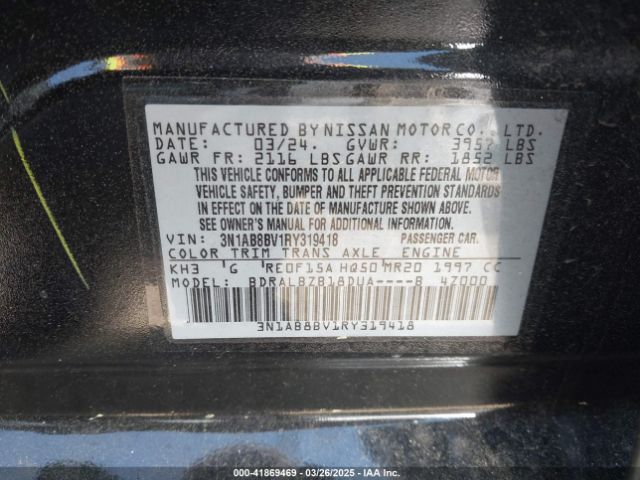 MANUFACTURED BY NISSAN MOTOR CO., LTD.
DATE: 03/24. GVWR: 3957 LBS
GAWR FR: 2116 LBS GAWR RR: 1852 LBS
THIS VEHICLE CONFORMS TO ALL APPLICABLE FEDERAL MOTOR
VEHICLE SAFETY, BUMPER AND THEFT PREVENTION STANDARDS
IN EFFECT ON THE DATE OF MANUFACTURE SHOWN ABOVE.
SEE OWNER'S MANUAL FOR ADDITIONAL INFORMATION.
VIN: 3N1AB8BV1RY319418 PASSENGER CAR.
COLOR TRIM TRANS AXLE ENGINE
KH3 G RE0F15A HQ50 MR20 1997 CC
MODEL: BDRALBZB18DUA----B 4Z000
3N1AB8BV1RY319418
00-41869469 | 03/26/2025 | IAA Inc.